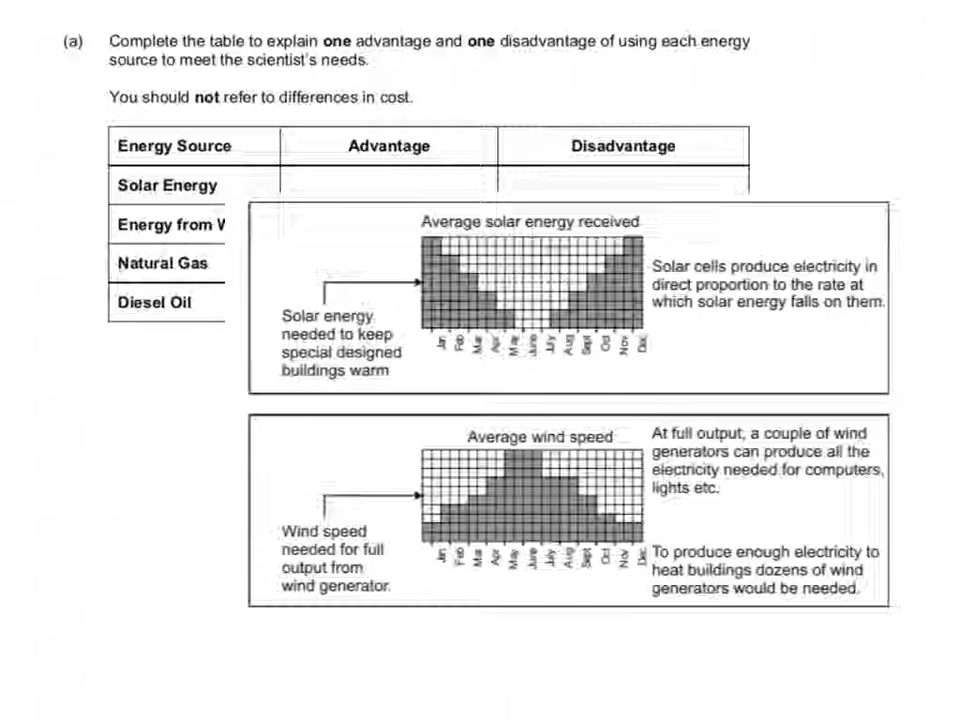 (a) Complete the table to explain one advantage and one disadvantage of using each energy
source to meet the scientist's needs.
You should not refer to differences in cost.
Energy Source Advantage Disadvantage
Solar Energy
Energy from W
Natural Gas
Diesel Oil
Average solar energy received
Solar energy
needed to keep
special designed
buildings warm
Jan Feb Mar Apr May June July Aug Sept Oct Nov Dec
Solar cells produce electricity in
direct proportion to the rate at
which solar energy falls on them.
Average wind speed
Wind speed
needed for full
output from
wind generator.
Jan Feb Mar Apr May June July Aug Sept Oct Nov Dec
At full output, a couple of wind
generators can produce all the
electricity needed for computers,
lights etc.
To produce enough electricity to
heat buildings dozens of wind
generators would be needed.